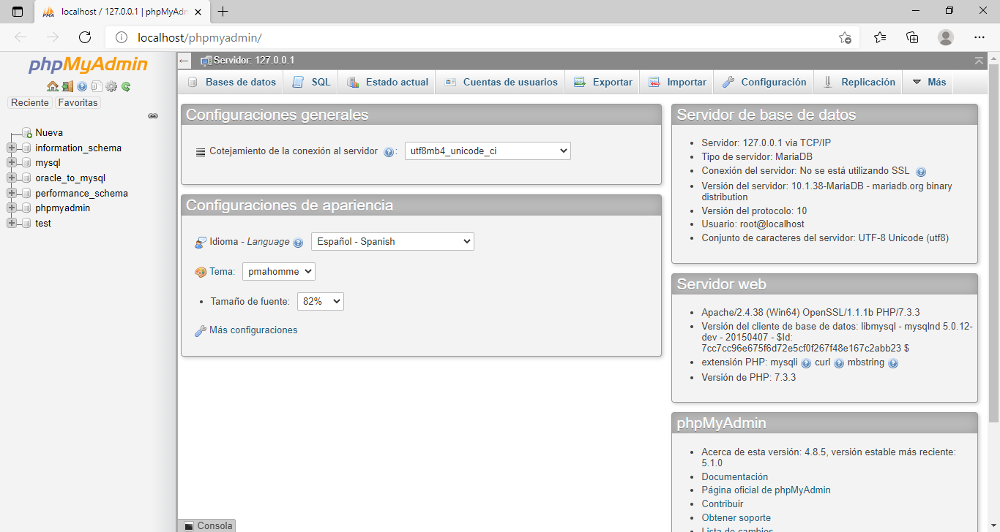 localhost / 127.0.0.1 | phpMyAdm
localhost/phpmyadmin/
phpMyAdmin
Reciente Favoritas
Nueva
information_schema
mysql
oracle_to_mysql
performance_schema
phpmyadmin
test
Servidor: 127.0.0.1
Bases de datos SQL Estado actual Cuentas de usuarios Exportar Importar Configuración Replicación Más
Configuraciones generales
Cotejamiento de la conexión al servidor : utf8mb4_unicode_ci
Configuraciones de apariencia
Idioma - Language Español - Spanish
Tema: pmahomme
• Tamaño de fuente: 82%
Más configuraciones
Servidor de base de datos
• Servidor: 127.0.0.1 via TCP/IP
• Tipo de servidor: MariaDB
• Conexión del servidor: No se está utilizando SSL
• Versión del servidor: 10.1.38-MariaDB - mariadb.org binary
distribution
• Versión del protocolo: 10
• Usuario: root@localhost
• Conjunto de caracteres del servidor: UTF-8 Unicode (utf8)
Servidor web
• Apache/2.4.38 (Win64) OpenSSL/1.1.1b PHP/7.3.3
• Versión del cliente de base de datos: libmysql - mysqlnd 5.0.12-
dev - 20150407 - $Id:
7cc7cc96e675f6d72e5cf0f267f48e167c2abb23 $
• extensión PHP: mysqli curl mbstring
• Versión de PHP: 7.3.3
phpMyAdmin
• Acerca de esta versión: 4.8.5, versión estable más reciente:
5.1.0
• Documentación
• Página oficial de phpMyAdmin
• Contribuir
• Obtener soporte
• Lista de cambios
Consola